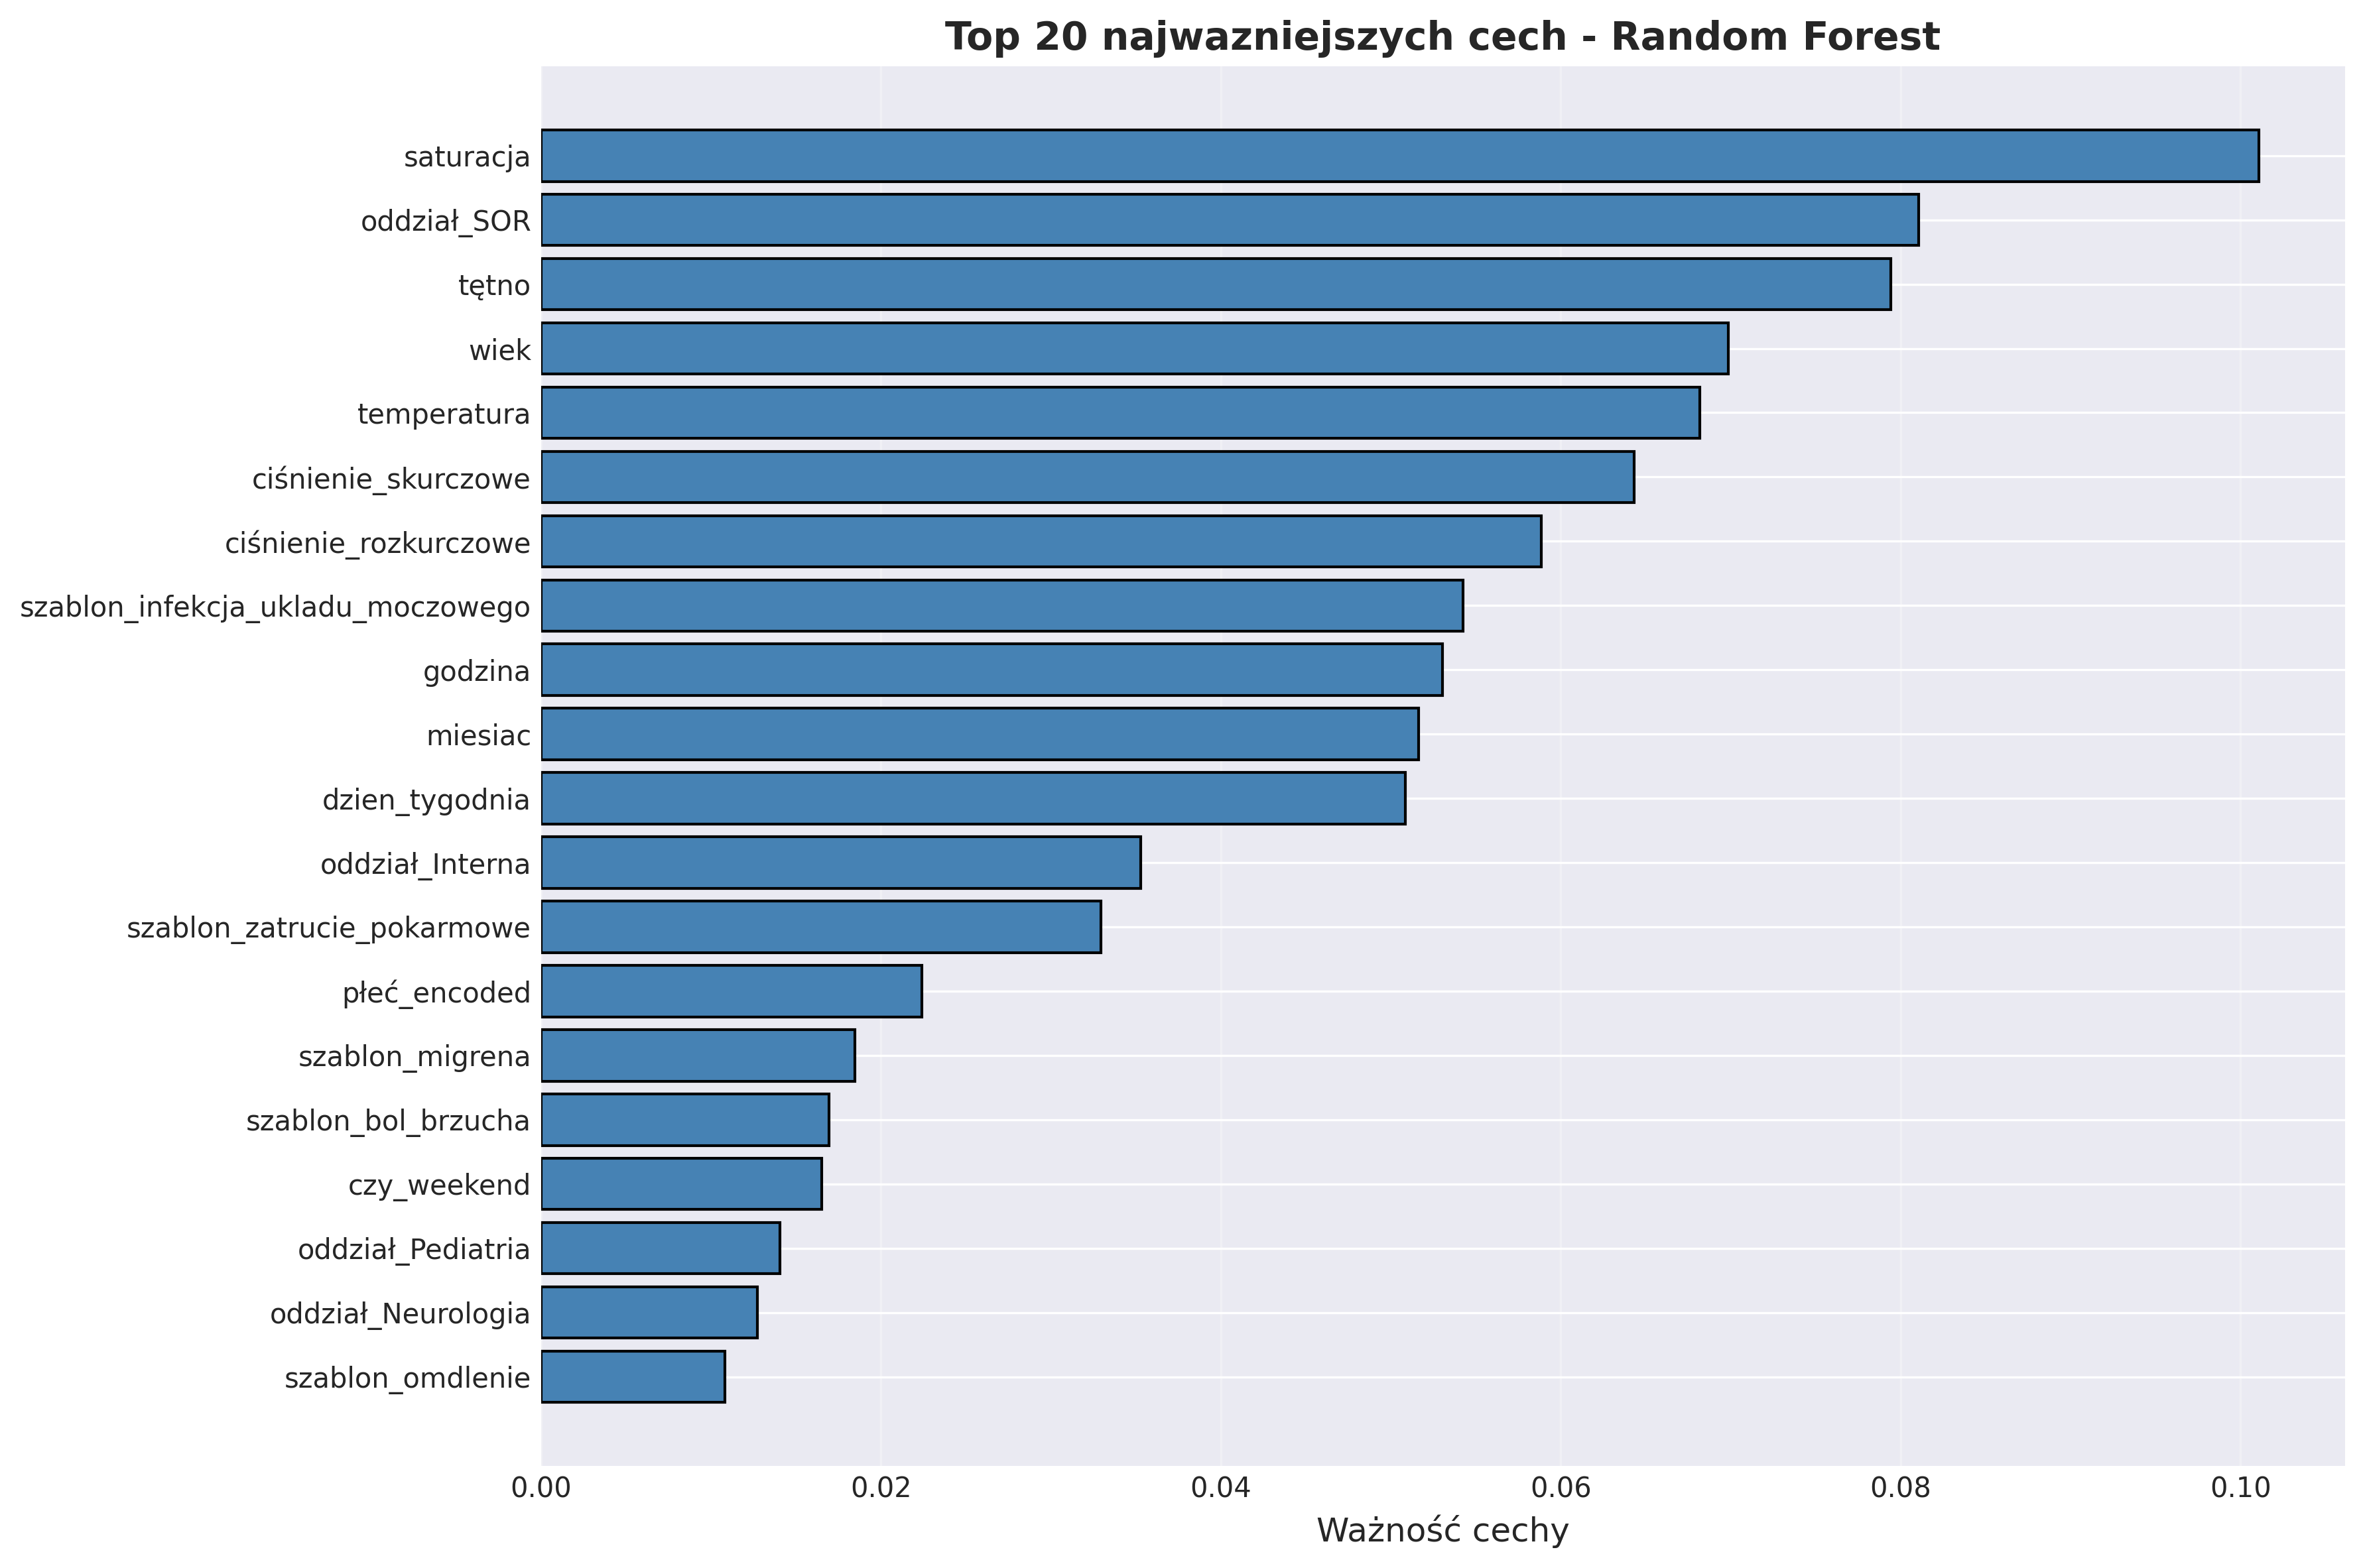 Top 20 najwazniejszych cech - Random Forest
saturacja
oddział_SOR
tętno
wiek
temperatura
ciśnienie_skurczowe
ciśnienie_rozkurczowe
szablon_infekcja_ukladu_moczowego
godzina
miesiac
dzien_tygodnia
oddział_Interna
szablon_zatrucie_pokarmowe
płeć_encoded
szablon_migrena
szablon_bol_brzucha
czy_weekend
oddział_Pediatria
oddział_Neurologia
szablon_omdlenie
0.00 0.02 0.04 0.06 0.08 0.10
Ważność cechy